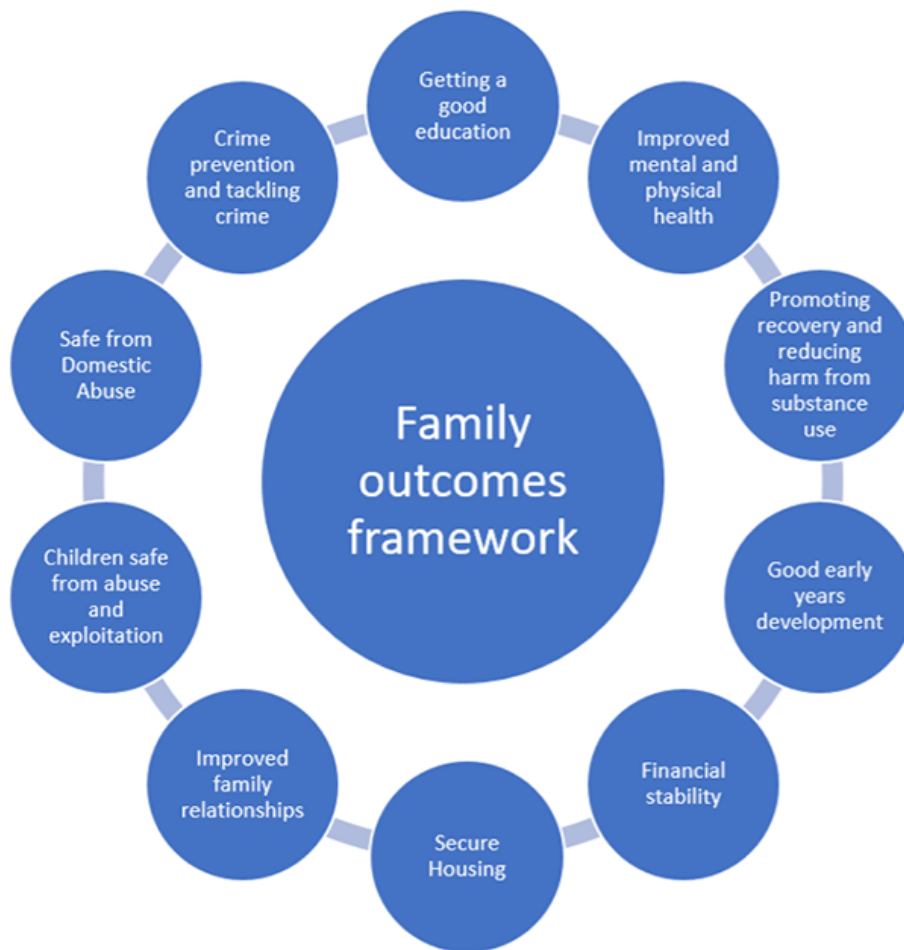 Getting a
good
education
Improved
mental and
physical
health
Promoting
recovery and
reducing
harm from
substance
use
Good early
years
development
Financial
stability
Secure
Housing
Improved
family
relationships
Children safe
from abuse
and
exploitation
Safe from
Domestic
Abuse
Crime
prevention
and tackling
crime
Family
outcomes
framework